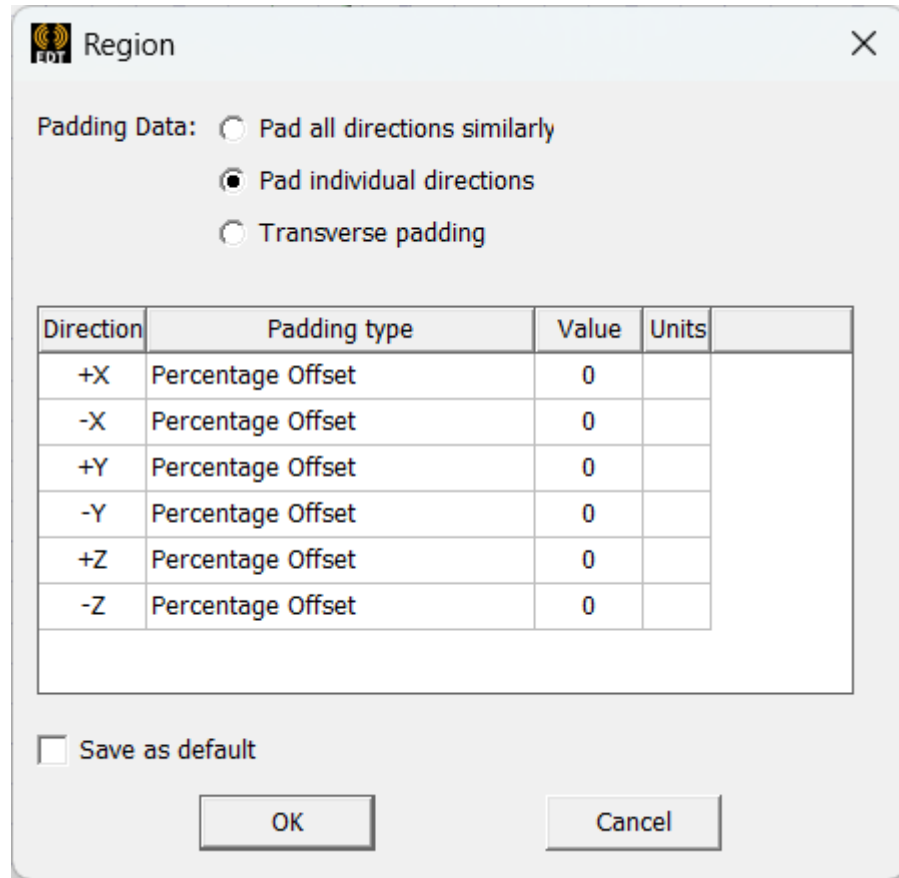 EDT Region
Padding Data: Pad all directions similarly
Pad individual directions
Transverse padding
Direction Padding type Value Units
+X Percentage Offset 0
-X Percentage Offset 0
+Y Percentage Offset 0
-Y Percentage Offset 0
+Z Percentage Offset 0
-Z Percentage Offset 0
Save as default
OK Cancel